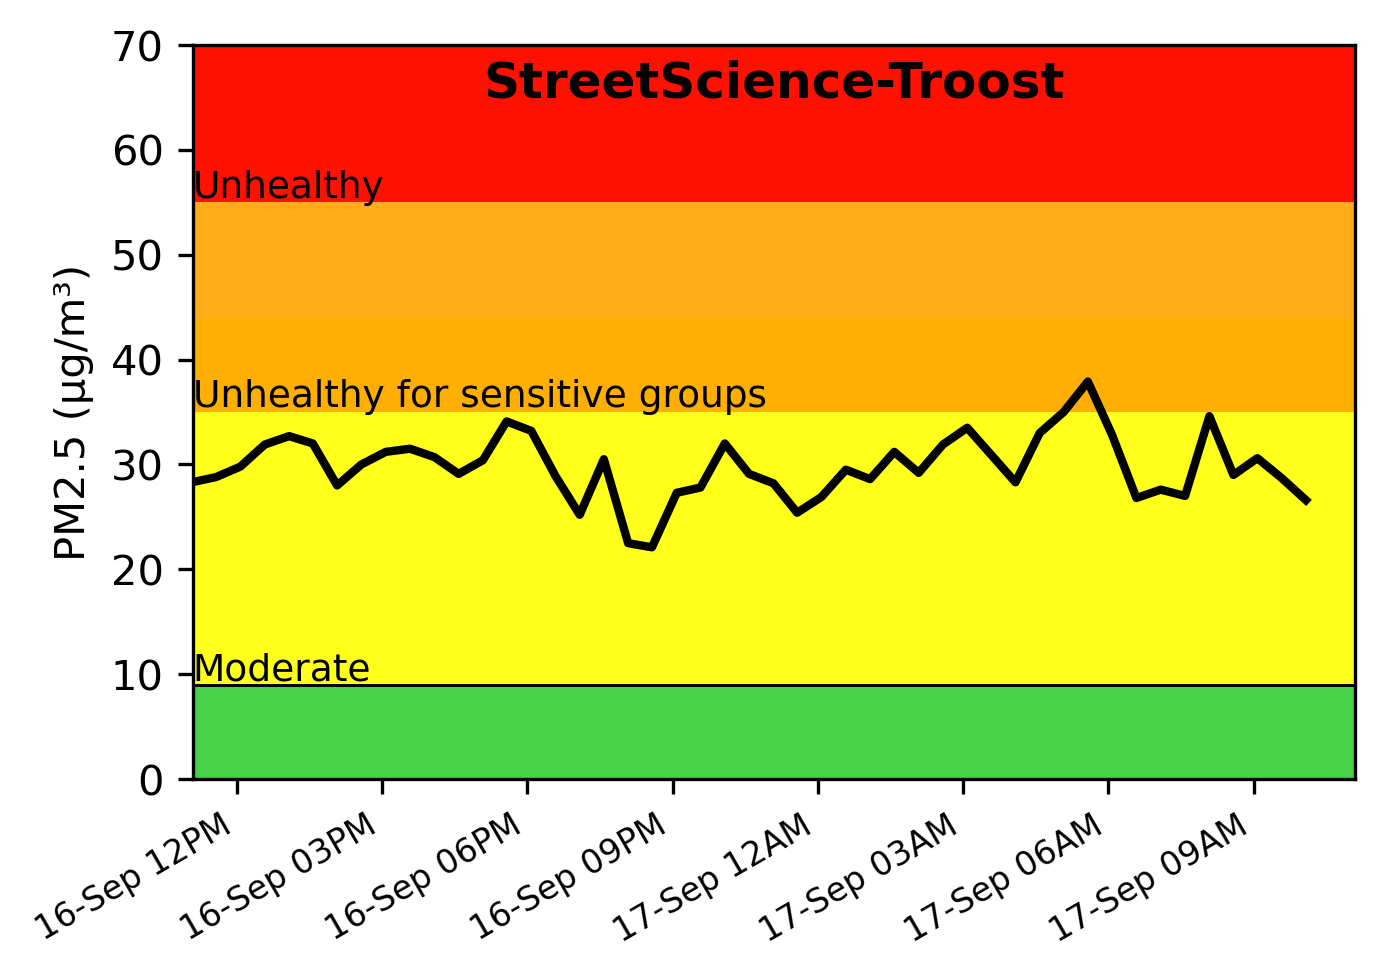 StreetScience-Troost
PM2.5 (µg/m³)
70
60
50
40
30
20
10
0
Unhealthy
Unhealthy for sensitive groups
Moderate
16-Sep 12PM
16-Sep 03PM
16-Sep 06PM
16-Sep 09PM
17-Sep 12AM
17-Sep 03AM
17-Sep 06AM
17-Sep 09AM